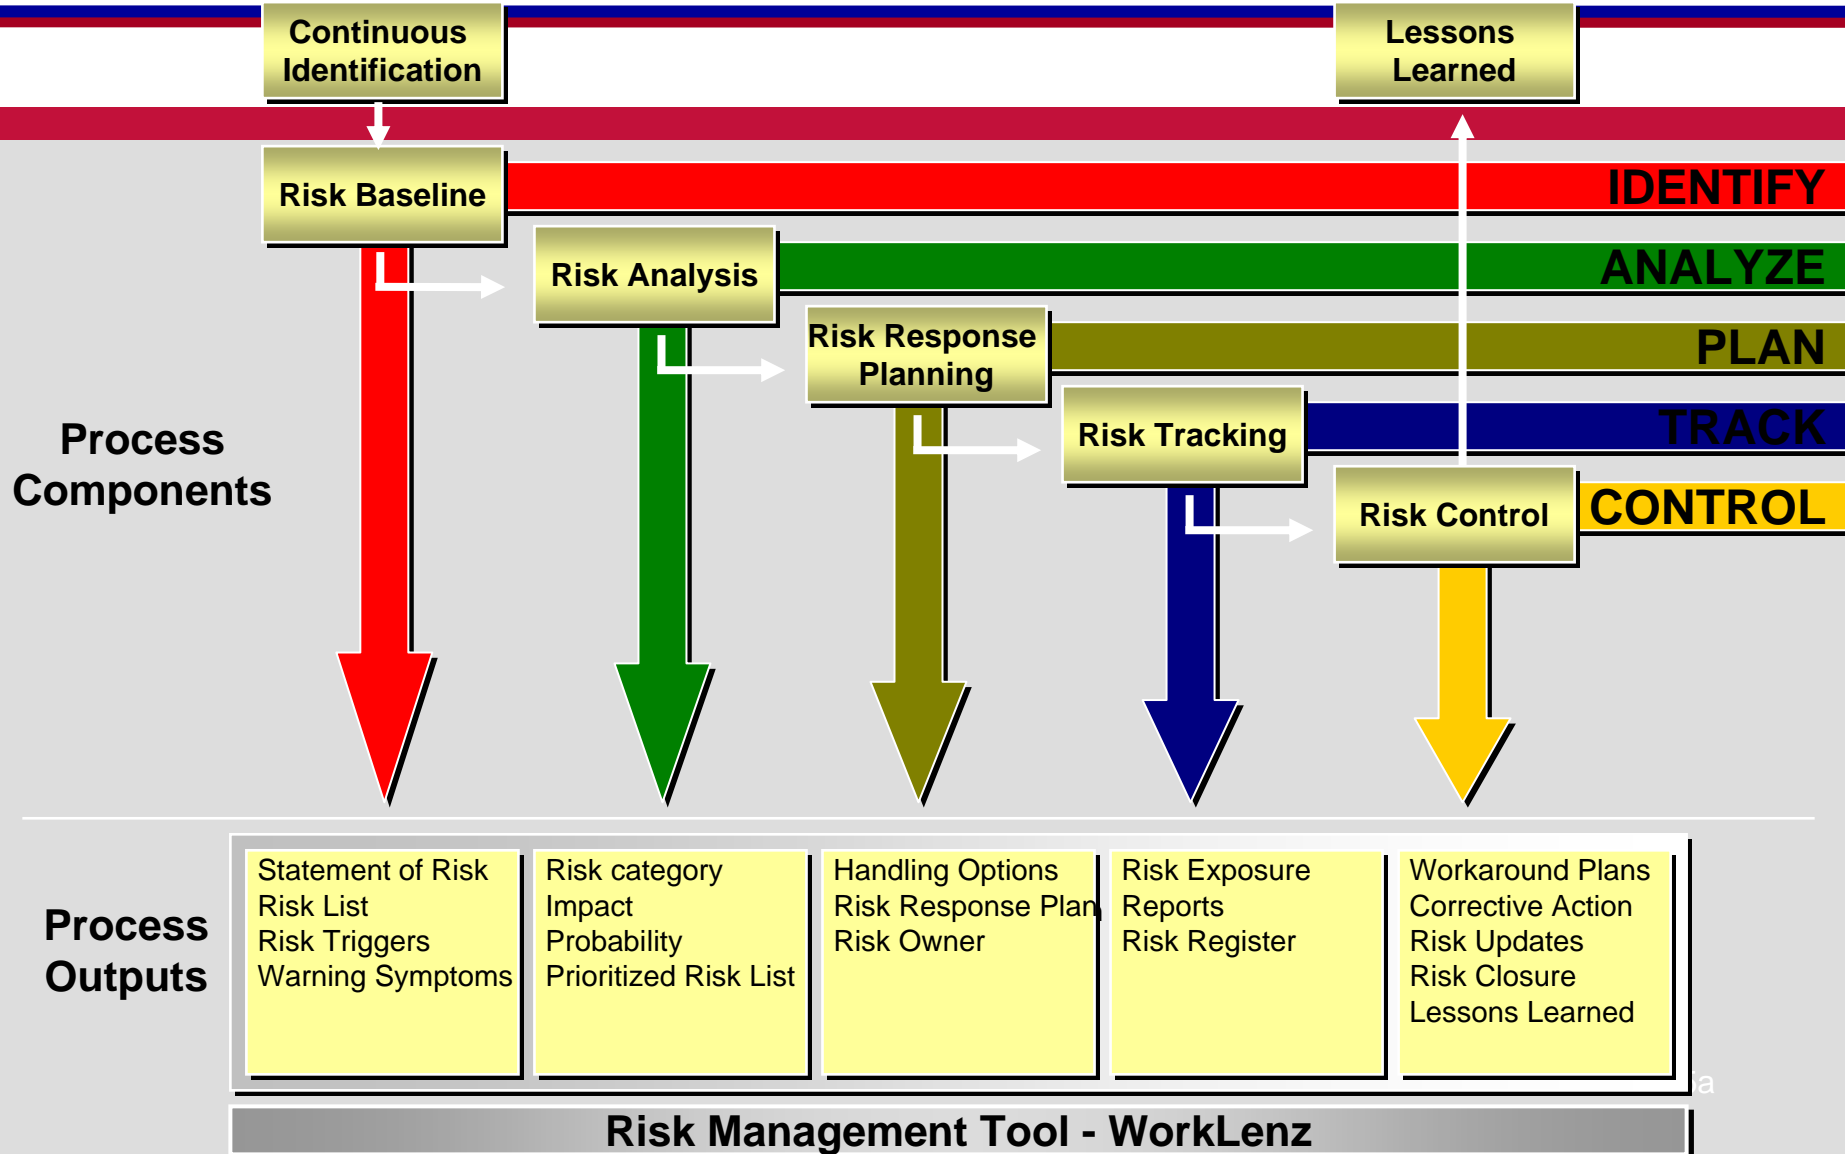 Continuous
Identification
Lessons
Learned
Risk Baseline
IDENTIFY
Risk Analysis
ANALYZE
Risk Response
Planning
PLAN
Risk Tracking
TRACK
Risk Control
CONTROL
Process
Components
Process
Outputs
Statement of Risk
Risk List
Risk Triggers
Warning Symptoms
Risk category
Impact
Probability
Prioritized Risk List
Handling Options
Risk Response Plan
Risk Owner
Risk Exposure
Reports
Risk Register
Workaround Plans
Corrective Action
Risk Updates
Risk Closure
Lessons Learned
Risk Management Tool - WorkLenz